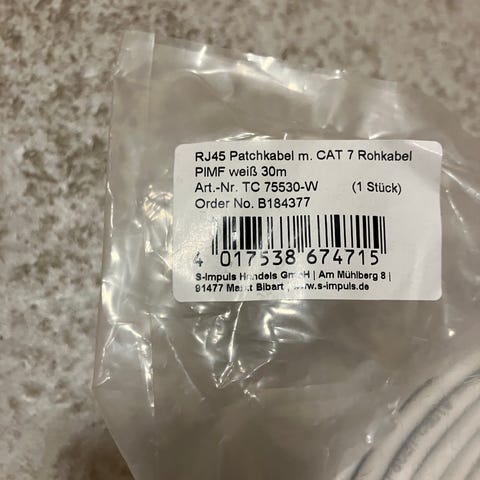 RJ45 Patchkabel m. CAT 7 Rohkabel
PIMF weiß 30m
Art.-Nr. TC 75530-W (1 Stück)
Order No. B184377
4 017538 674715
S-Impuls Handels GmbH | Am Mühlberg 8 |
91477 Markt Bibart | www.s-impuls.de